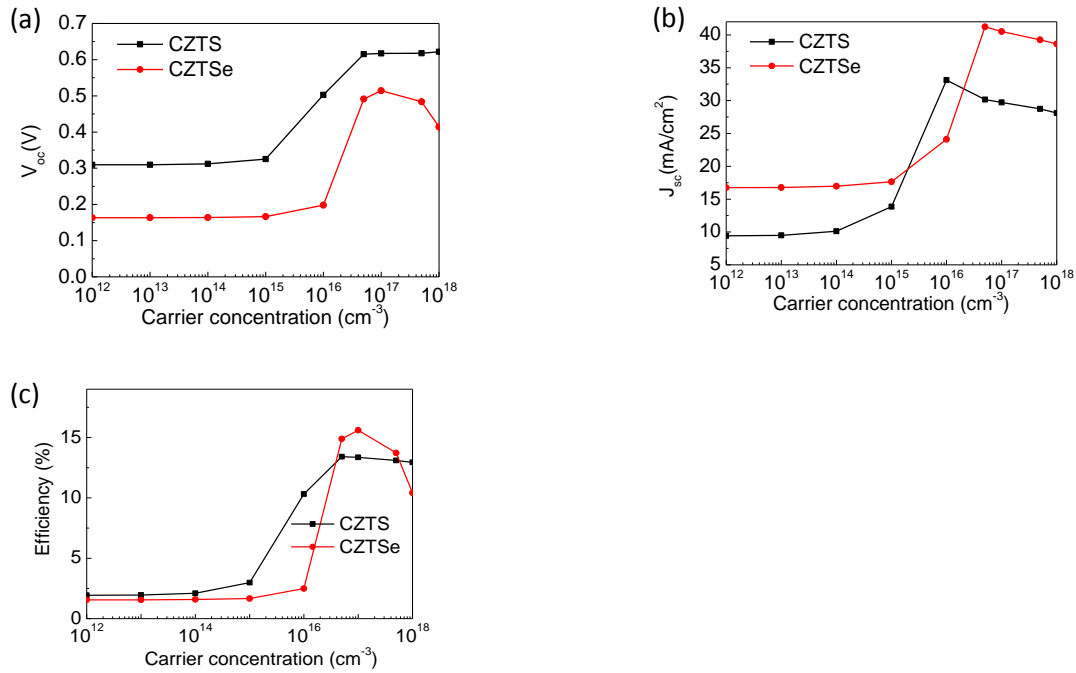 (a)
0.7
0.6
0.5
0.4
0.3
0.2
0.1
0.0
V_oc(V)
CZTS
CZTSe
10^12 10^13 10^14 10^15 10^16 10^17 10^18
Carrier concentration (cm^-3)
(b)
40
35
30
25
20
15
10
5
J_sc(mA/cm^2)
CZTS
CZTSe
10^12 10^13 10^14 10^15 10^16 10^17 10^18
Carrier concentration (cm^-3)
(c)
15
10
5
0
Efficiency (%)
CZTS
CZTSe
10^12 10^14 10^16 10^18
Carrier concentration (cm^-3)